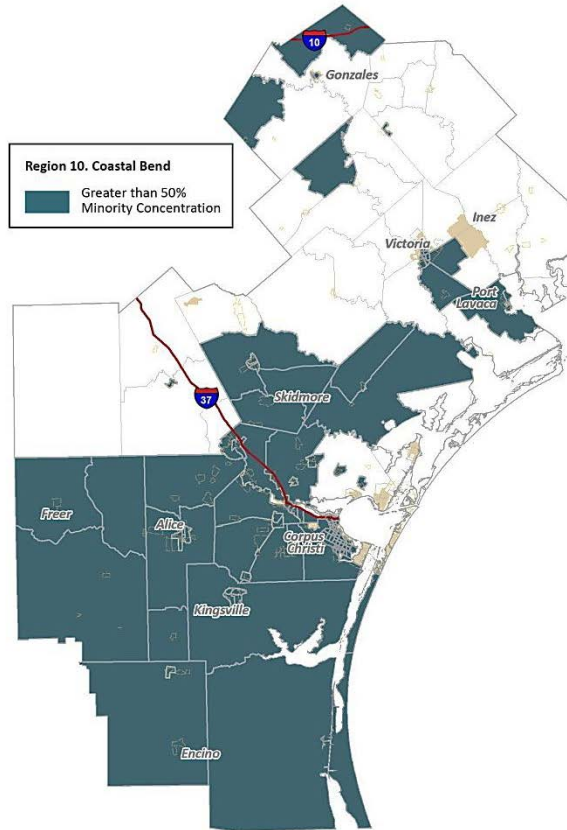 10
Gonzales
Region 10. Coastal Bend
Greater than 50%
Minority Concentration
Inez
Victoria
Port
Lavaca
37
Skidmore
Freer
Alice
Corpus
Christi
Kingsville
Encino